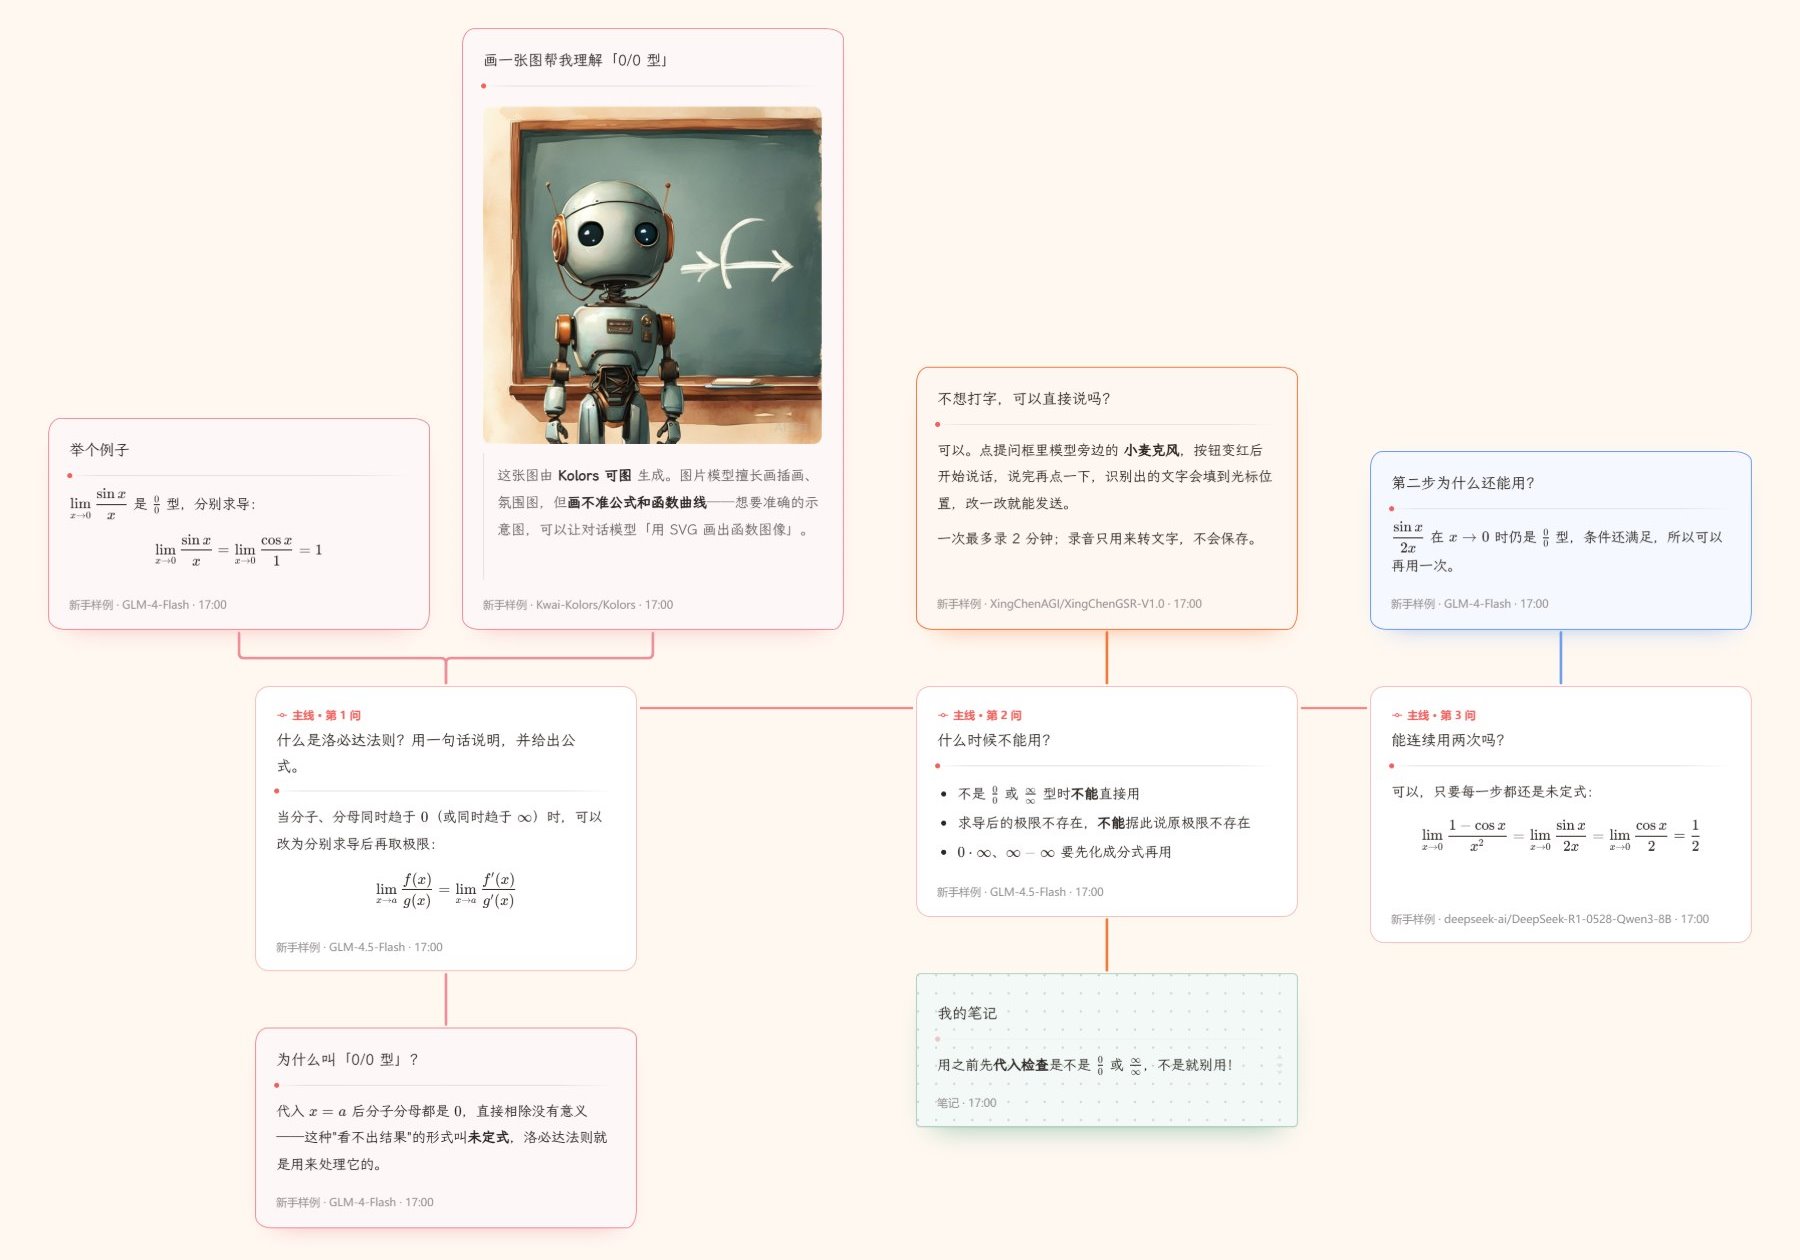 画一张图帮我理解「0/0 型」
这张图由 Kolors 可图 生成。图片模型擅长画插画、
氛围图，但画不准公式和函数曲线——想要准确的示
意图，可以让对话模型「用 SVG 画出函数图像」。
新手样例 · Kwai-Kolors/Kolors · 17:00
举个例子
lim x→0 sin x / x 是 0/0 型，分别求导：
lim x→0 sin x / x = lim x→0 cos x / 1 = 1
新手样例 · GLM-4-Flash · 17:00
不想打字，可以直接说吗？
可以。点提问框里模型旁边的 小麦克风，按钮变红后
开始说话，说完再点一下，识别出的文字会填到光标位
置，改一改就能发送。
一次最多录 2 分钟；录音只用来转文字，不会保存。
新手样例 · XingChenAGI/XingChenGSR-V1.0 · 17:00
第二步为什么还能用？
sin x / 2x 在 x → 0 时仍是 0/0 型，条件还满足，所以可以
再用一次。
新手样例 · GLM-4-Flash · 17:00
主线 • 第 1 问
什么是洛必达法则？用一句话说明，并给出公
式。
当分子、分母同时趋于 0（或同时趋于 ∞）时，可以
改为分别求导后再取极限：
lim x→a f(x) / g(x) = lim x→a f′(x) / g′(x)
新手样例 · GLM-4.5-Flash · 17:00
主线 • 第 2 问
什么时候不能用？
• 不是 0/0 或 ∞/∞ 型时不能直接用
• 求导后的极限不存在，不能据此说原极限不存在
• 0 · ∞、∞ − ∞ 要先化成分式再用
新手样例 · GLM-4.5-Flash · 17:00
主线 • 第 3 问
能连续用两次吗？
可以，只要每一步都还是未定式：
lim x→0 1 − cos x / x² = lim x→0 sin x / 2x = lim x→0 cos x / 2 = 1/2
新手样例 · deepseek-ai/DeepSeek-R1-0528-Qwen3-8B · 17:00
为什么叫「0/0 型」？
代入 x = a 后分子分母都是 0，直接相除没有意义
——这种"看不出结果"的形式叫未定式，洛必达法则就
是用来处理它的。
新手样例 · GLM-4-Flash · 17:00
我的笔记
用之前先代入检查是不是 0/0 或 ∞/∞，不是就别用！
笔记 · 17:00